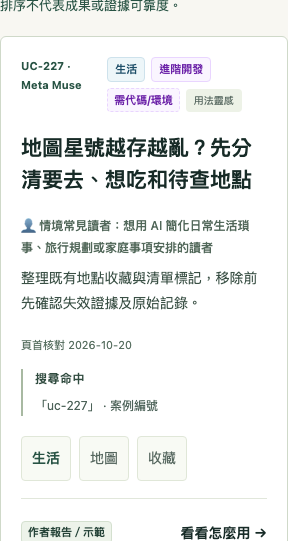 排序不代表成果或證據可靠度。
UC-227 ·
Meta Muse
生活
進階開發
需代碼/環境
用法靈感
地圖星號越存越亂？先分
清要去、想吃和待查地點
👤 情境常見讀者：想用 AI 簡化日常生活瑣
事、旅行規劃或家庭事項安排的讀者
整理既有地點收藏與清單標記，移除前
先確認失效證據及原始記錄。
頁首核對 2026-10-20
搜尋命中
「uc-227」 · 案例編號
生活
地圖
收藏
作者報告 / 示範
看看怎麼用 →